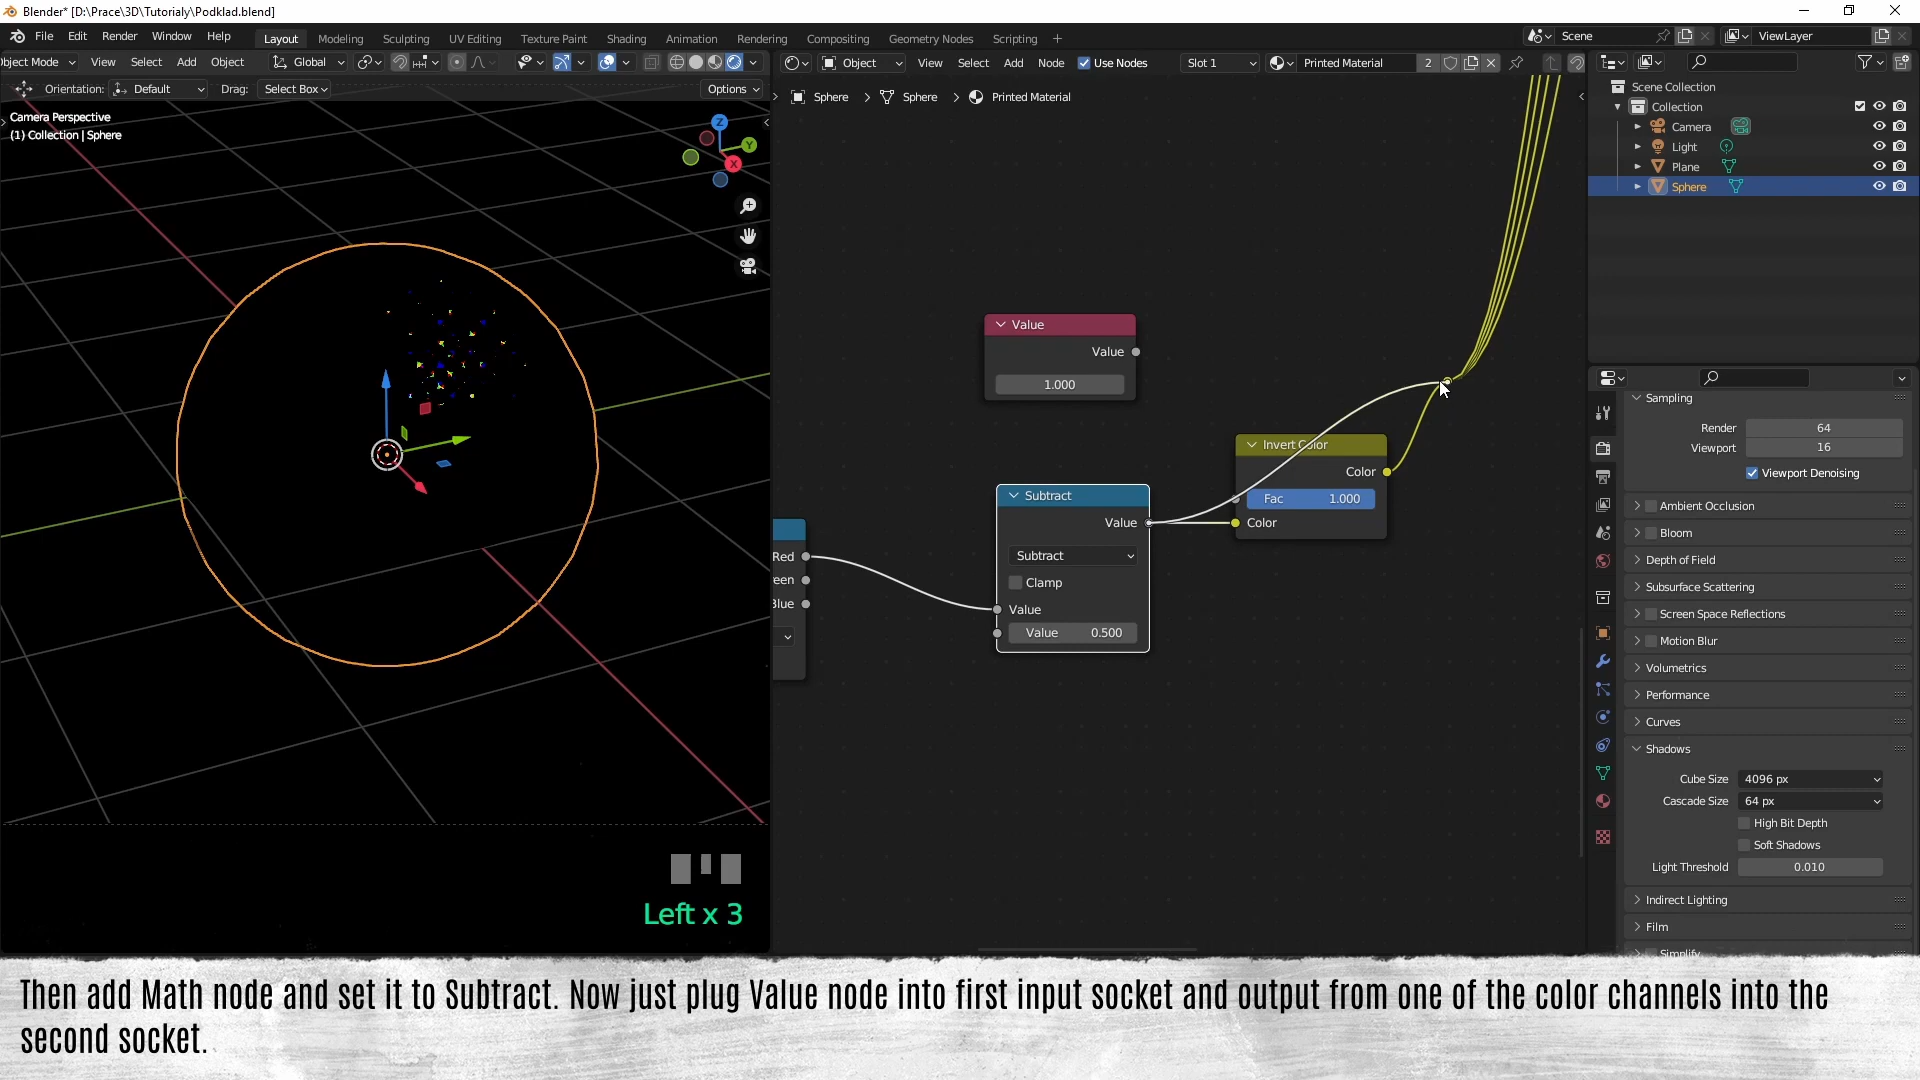 Blender* [D:\Prace\3D\Tutorialy\Podklad.blend]
File Edit Render Window Help Layout Modeling Sculpting UV Editing Texture Paint Shading Animation Rendering Compositing Geometry Nodes Scripting + Scene ViewLayer
bject Mode View Select Add Object Global Object View Select Add Node Use Nodes Slot 1 Printed Material 2
Orientation: Default Drag: Select Box Options
Sphere > Sphere > Printed Material
Camera Perspective
(1) Collection | Sphere
Z
Y
X
Scene Collection
Collection
Camera
Light
Plane
Sphere
Value
Value
1.000
Invert Color
Color
Fac 1.000
Color
Subtract
Value
Subtract
Clamp
Value
Value 0.500
Red
een
Blue
Sampling
Render 64
Viewport 16
Viewport Denoising
Ambient Occlusion
Bloom
Depth of Field
Subsurface Scattering
Screen Space Reflections
Motion Blur
Volumetrics
Performance
Curves
Shadows
Cube Size 4096 px
Cascade Size 64 px
High Bit Depth
Soft Shadows
Light Threshold 0.010
Indirect Lighting
Film
Simplify
Left x 3
Then add Math node and set it to Subtract. Now just plug Value node into first input socket and output from one of the color channels into the
second socket.